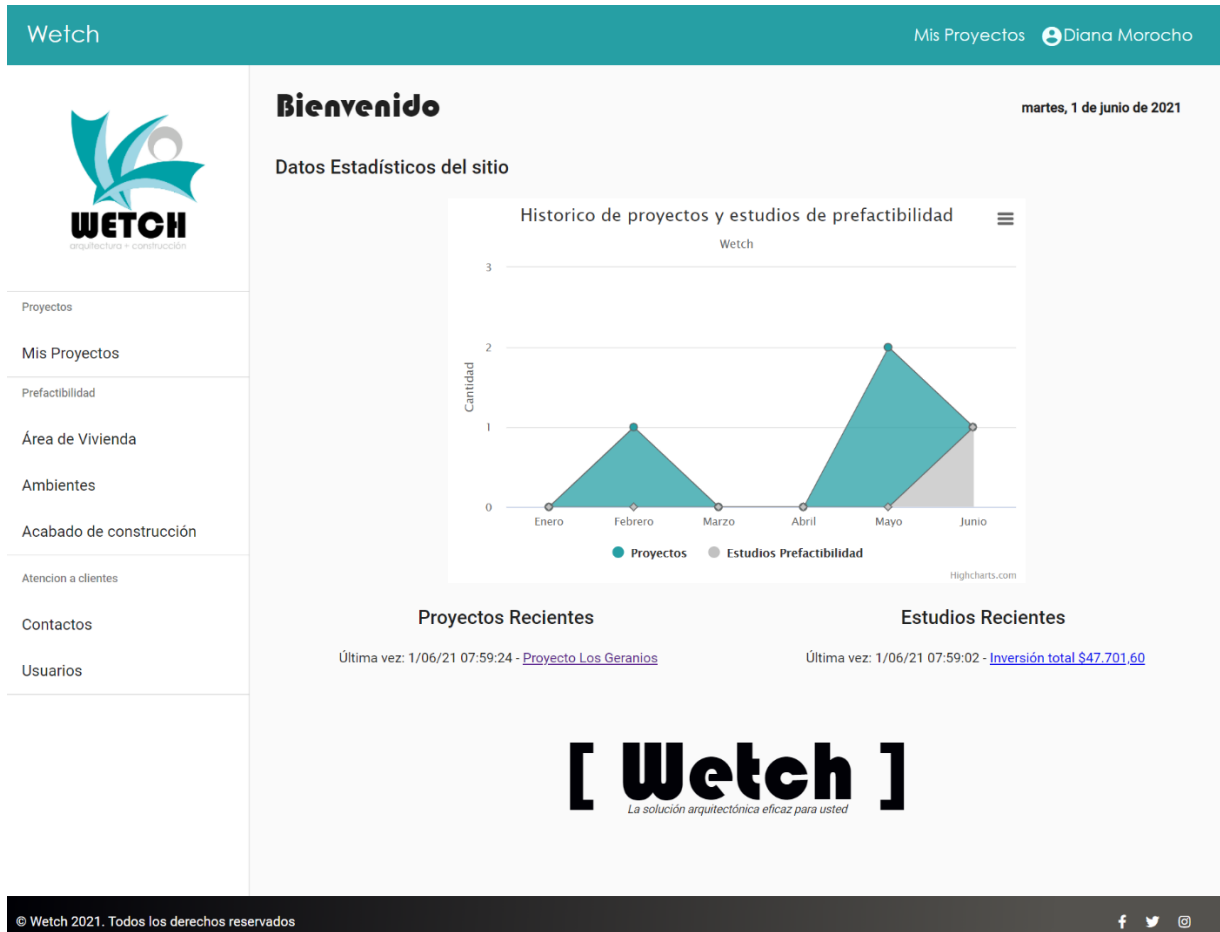 Wetch
Mis Proyectos Diana Morocho
WETCH
arquitectura + construcción
Proyectos
Mis Proyectos
Prefactibilidad
Área de Vivienda
Ambientes
Acabado de construcción
Atencion a clientes
Contactos
Usuarios
Bienvenido
martes, 1 de junio de 2021
Datos Estadísticos del sitio
Historico de proyectos y estudios de prefactibilidad
Wetch
Cantidad
3
2
1
0
Enero Febrero Marzo Abril Mayo Junio
Proyectos Estudios Prefactibilidad
Highcharts.com
Proyectos Recientes
Última vez: 1/06/21 07:59:24 - Proyecto Los Geranios
Estudios Recientes
Última vez: 1/06/21 07:59:02 - Inversión total $47.701,60
[ Wetch ]
La solución arquitectónica eficaz para usted
© Wetch 2021. Todos los derechos reservados